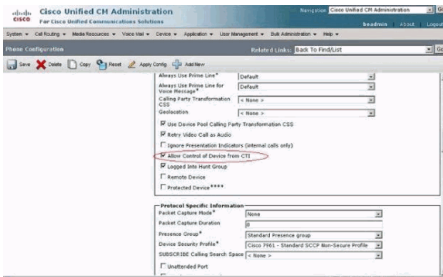 Cisco Unified CM Administration
Navigation Cisco Unified CM Administration Go
CISCO
For Cisco Unified Communications Solutions
About Logout
System Call Routing Media Resources Voice Mail Device Application User Management Bulk Administration Help
Phone Configuration
Related Links: Back To Find/List Go
Save Delete Copy Reset Apply Config Add New
Always Use Prime Line* Default
Always Use Prime Line for Voice Message* Default
Calling Party Transformation CSS < None >
Geolocation < None >
Use Device Pool Calling Party Transformation CSS
Retry Video Call as Audio
Ignore Presentation Indicators (internal calls only)
Allow Control of Device from CTI
Logged Into Hunt Group
Remote Device
Protected Device****
Protocol Specific Information
Packet Capture Mode* None
Packet Capture Duration 0
Presence Group* Standard Presence group
Device Security Profile* Cisco 7961 - Standard SCCP Non-Secure Profile
SUBSCRIBE Calling Search Space < None >
Unattended Port